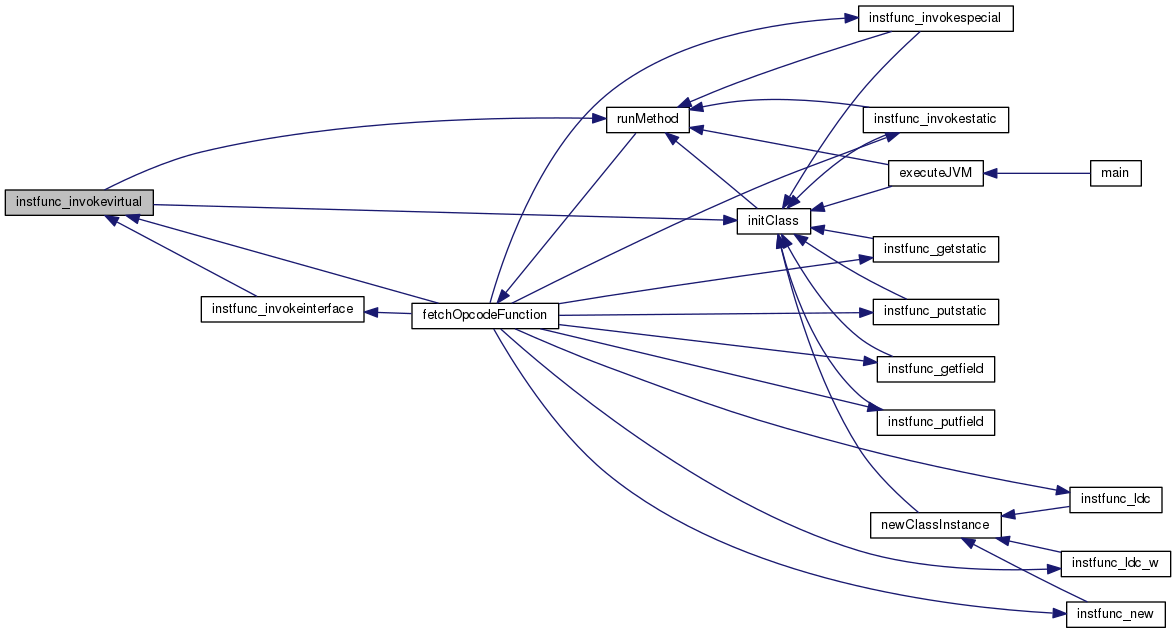 instfunc_invokespecial
runMethod
instfunc_invokestatic
executeJVM
main
instfunc_invokevirtual
initClass
instfunc_getstatic
instfunc_invokeinterface
fetchOpcodeFunction
instfunc_putstatic
instfunc_getfield
instfunc_putfield
instfunc_ldc
newClassInstance
instfunc_ldc_w
instfunc_new